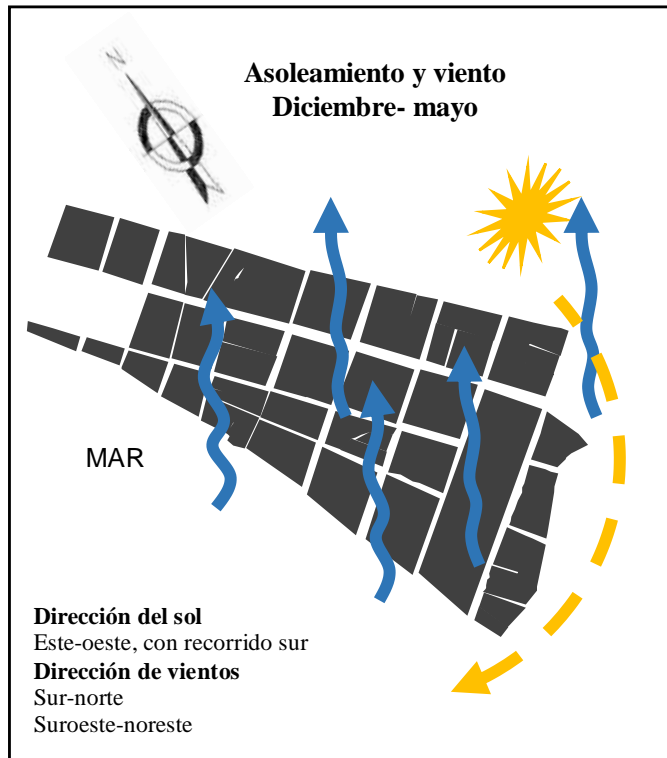 N
Asoleamiento y viento
Diciembre- mayo
MAR
Dirección del sol
Este-oeste, con recorrido sur
Dirección de vientos
Sur-norte
Suroeste-noreste